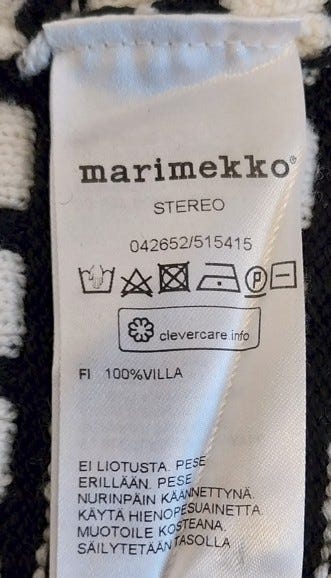 marimekko®
STEREO
042652/515415
P
clevercare.info
FI 100%VILLA
EI LIOTUSTA. PESE
ERILLÄÄN. PESE
NURINPÄIN KÄÄNNETTYNÄ.
KÄYTÄ HIENOPESUAINETTA.
MUOTOILE KOSTEANA.
SÄILYTETÄÄN TASOLLA